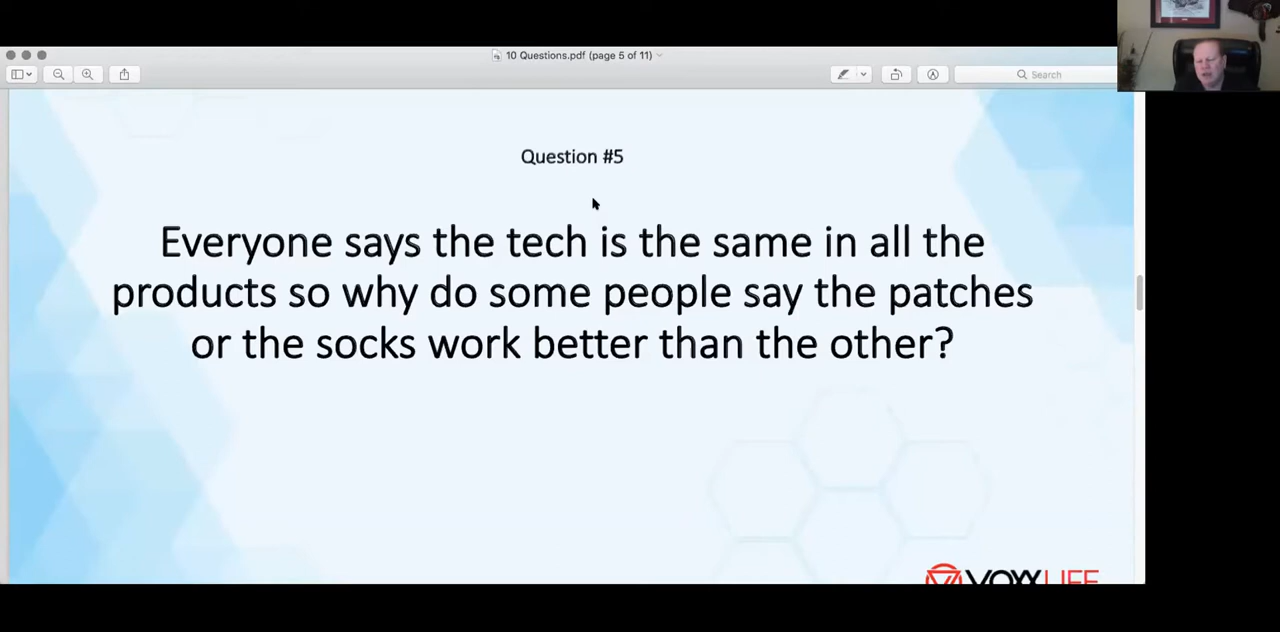 10 Questions.pdf (page 5 of 11)
Search
Question #5
Everyone says the tech is the same in all the
products so why do some people say the patches
or the socks work better than the other?
VOXXLIFE